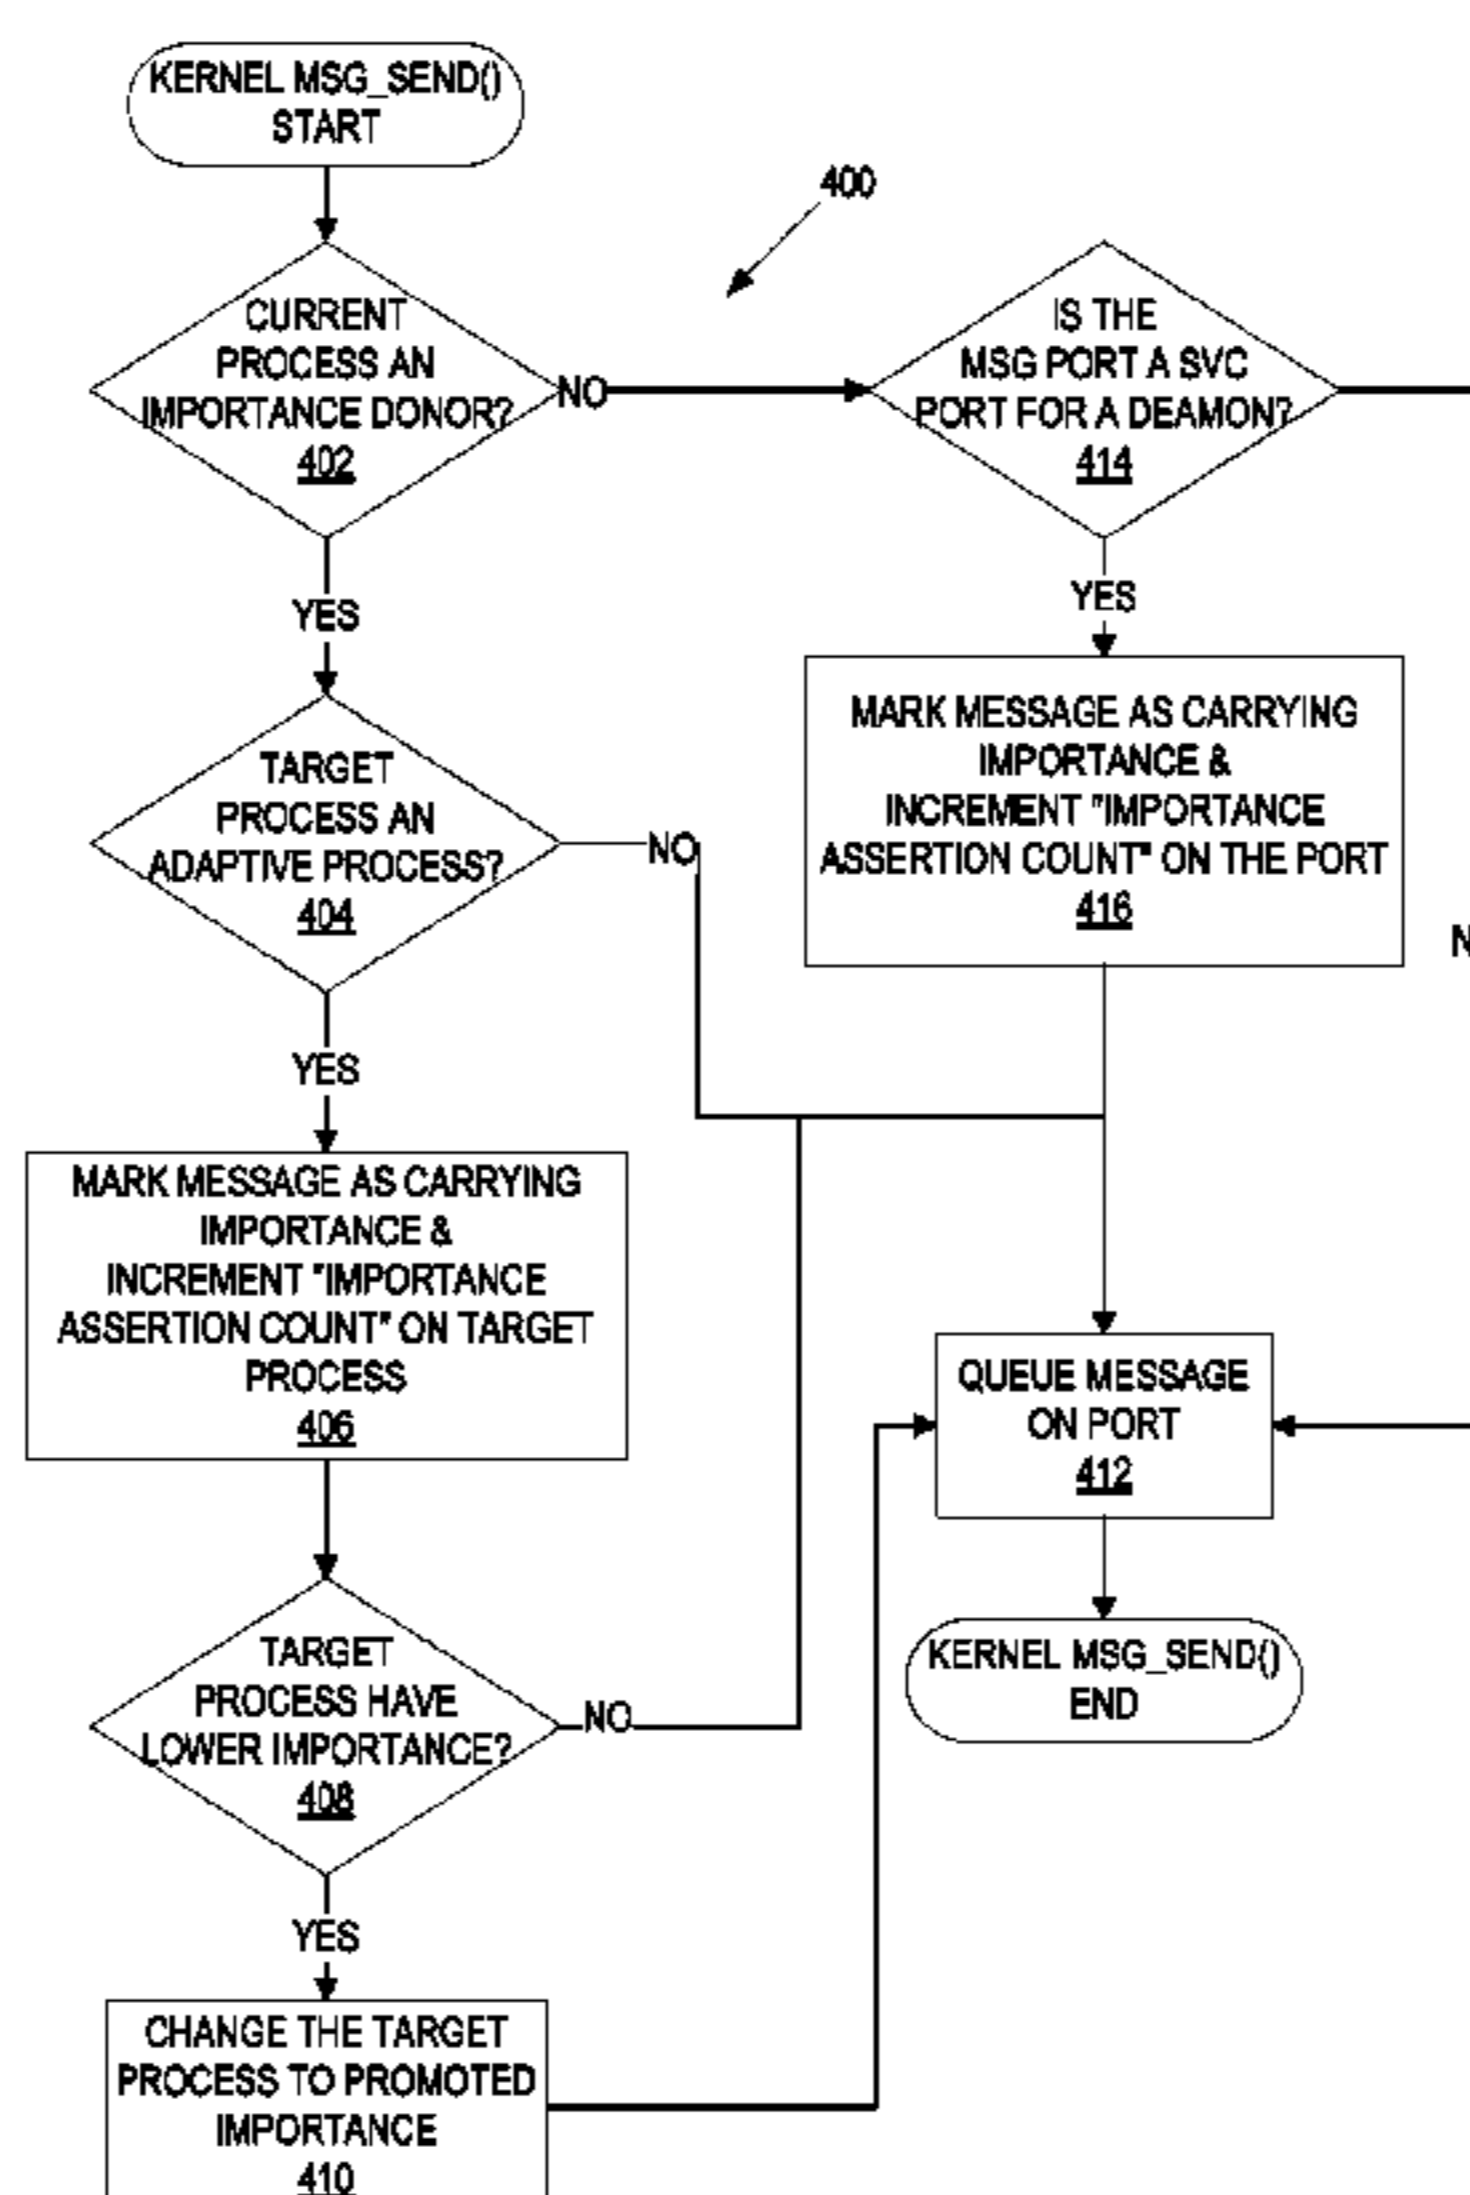 KERNEL MSG_SEND()
START
400
CURRENT
PROCESS AN
IMPORTANCE DONOR?
402
NO
IS THE
MSG PORT A SVC
PORT FOR A DEAMON?
414
YES
YES
TARGET
PROCESS AN
ADAPTIVE PROCESS?
404
NO
MARK MESSAGE AS CARRYING
IMPORTANCE &
INCREMENT "IMPORTANCE
ASSERTION COUNT" ON THE PORT
416
YES
MARK MESSAGE AS CARRYING
IMPORTANCE &
INCREMENT "IMPORTANCE
ASSERTION COUNT" ON TARGET
PROCESS
406
QUEUE MESSAGE
ON PORT
412
TARGET
PROCESS HAVE
LOWER IMPORTANCE?
408
NO
KERNEL MSG_SEND()
END
YES
CHANGE THE TARGET
PROCESS TO PROMOTED
IMPORTANCE
410